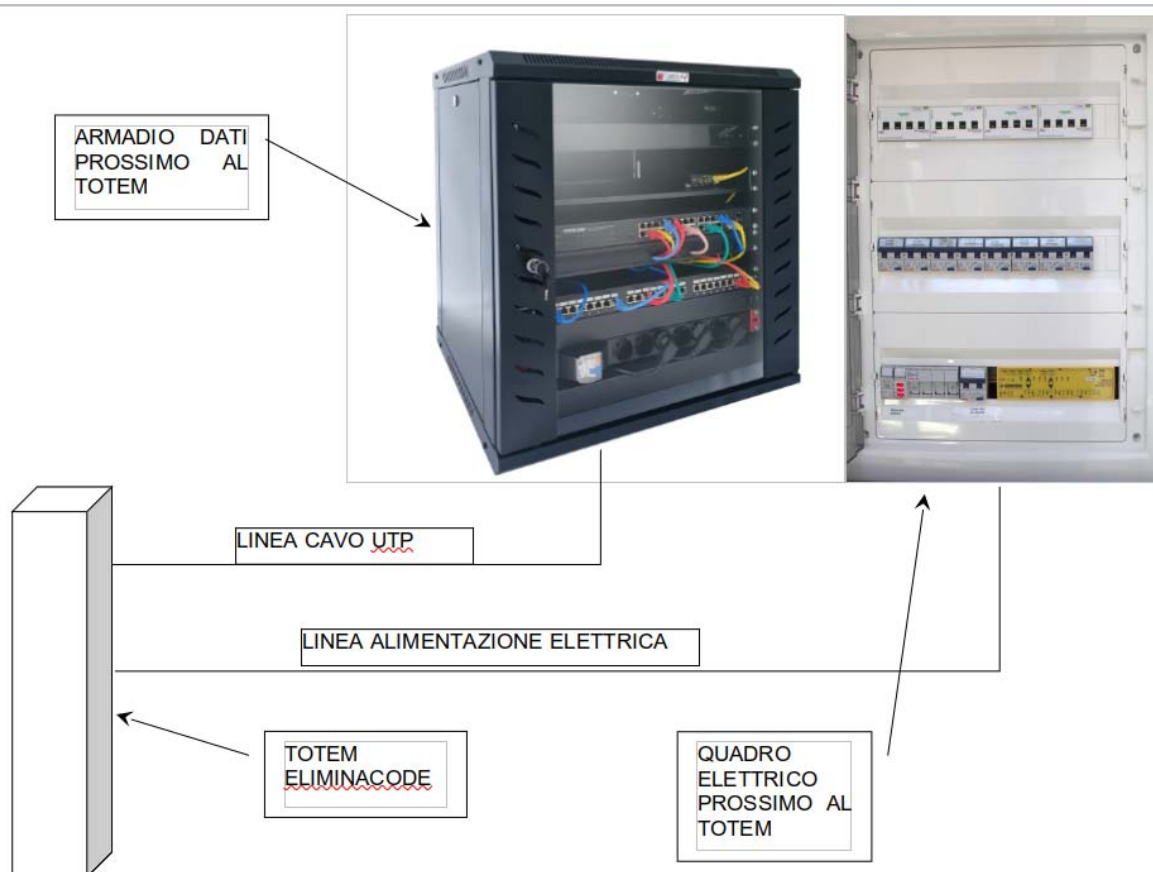 ARMADIO DATI
PROSSIMO AL
TOTEM
LINEA CAVO UTP
LINEA ALIMENTAZIONE ELETTRICA
TOTEM
ELIMINACODE
QUADRO
ELETTRICO
PROSSIMO AL
TOTEM